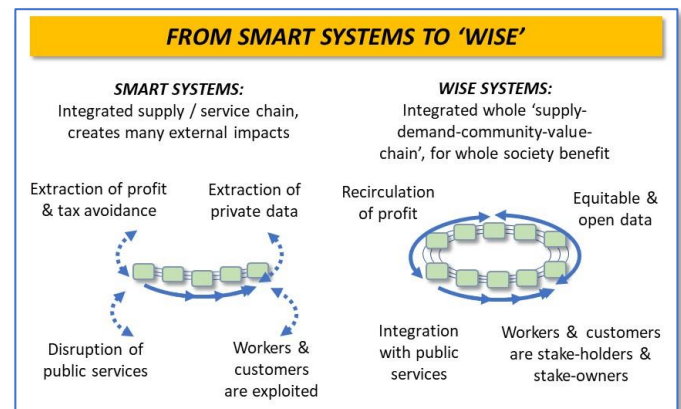 FROM SMART SYSTEMS TO ‘WISE’
SMART SYSTEMS:
Integrated supply / service chain,
creates many external impacts
Extraction of profit
& tax avoidance
Extraction of
private data
Disruption of
public services
Workers &
customers
are exploited
WISE SYSTEMS:
Integrated whole ‘supply-
demand-community-value-
chain’, for whole society benefit
Recirculation
of profit
Equitable &
open data
Integration
with public
services
Workers & customers
are stake-holders &
stake-owners